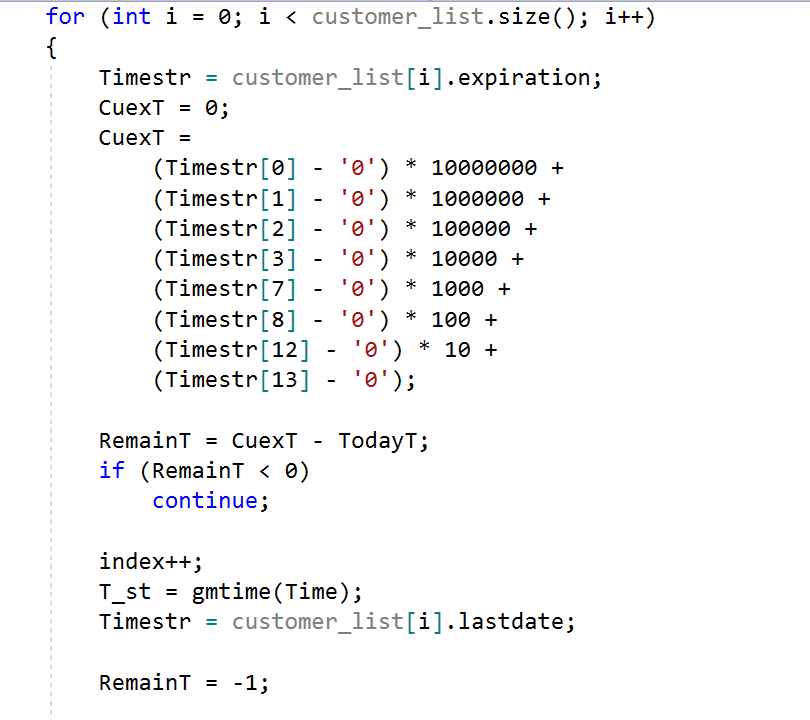 for (int i = 0; i < customer_list.size(); i++)
{
Timestr = customer_list[i].expiration;
CuexT = 0;
CuexT =
(Timestr[0] - '0') * 10000000 +
(Timestr[1] - '0') * 1000000 +
(Timestr[2] - '0') * 100000 +
(Timestr[3] - '0') * 10000 +
(Timestr[7] - '0') * 1000 +
(Timestr[8] - '0') * 100 +
(Timestr[12] - '0') * 10 +
(Timestr[13] - '0');
RemainT = CuexT - TodayT;
if (RemainT < 0)
continue;
index++;
T_st = gmtime(Time);
Timestr = customer_list[i].lastdate;
RemainT = -1;